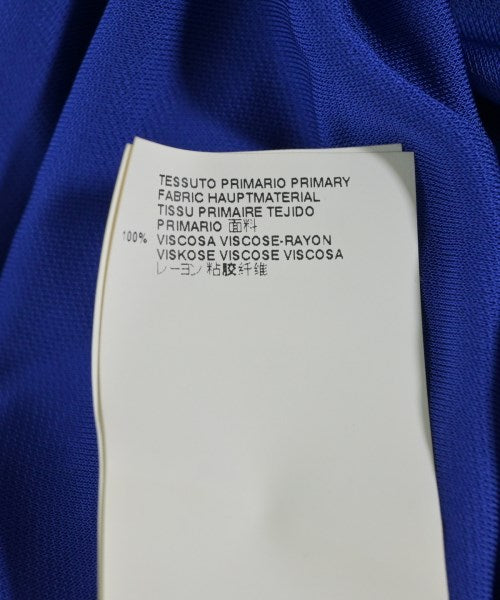 TESSUTO PRIMARIO PRIMARY
FABRIC HAUPTMATERIAL
TISSU PRIMAIRE TEJIDO
PRIMARIO 面料
100% VISCOSA VISCOSE-RAYON
VISKOSE VISCOSE VISCOSA
レーヨン 粘胶纤维